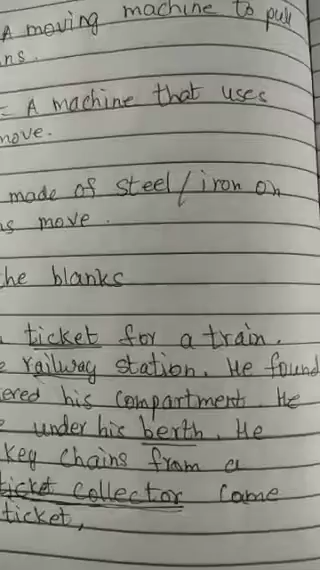 A moving machine to pull
ns.
= A machine that uses
move.
made of steel/iron on
s move.
he blanks
ticket for a train.
e railway station. He found
ered his compartment. He
under his berth. He
key chains from a
ticket collector came
ticket,